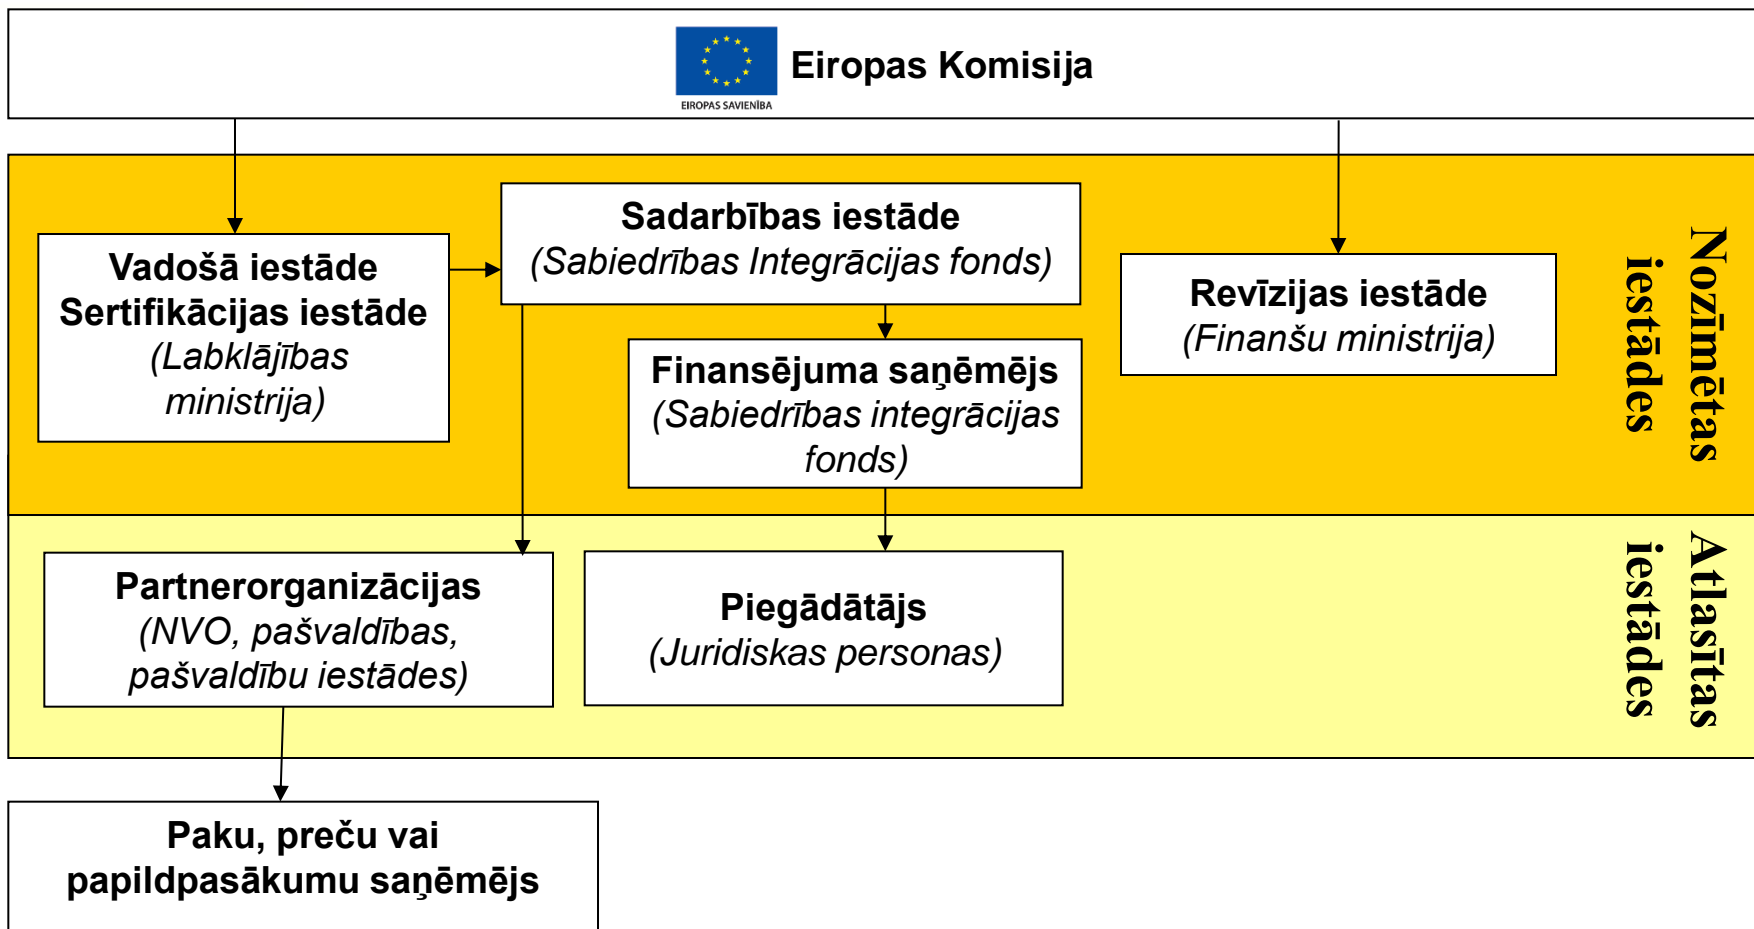 EIROPAS SAVIENĪBA
Eiropas Komisija
Vadošā iestāde
Sertifikācijas iestāde
(Labklājības
ministrija)
Sadarbības iestāde
(Sabiedrības Integrācijas fonds)
Finansējuma saņēmējs
(Sabiedrības integrācijas
fonds)
Revīzijas iestāde
(Finanšu ministrija)
Nozīmētas
iestādes
Partnerorganizācijas
(NVO, pašvaldības,
pašvaldību iestādes)
Piegādātājs
(Juridiskas personas)
Atlasītas
iestādes
Paku, preču vai
papildpasākumu saņēmējs